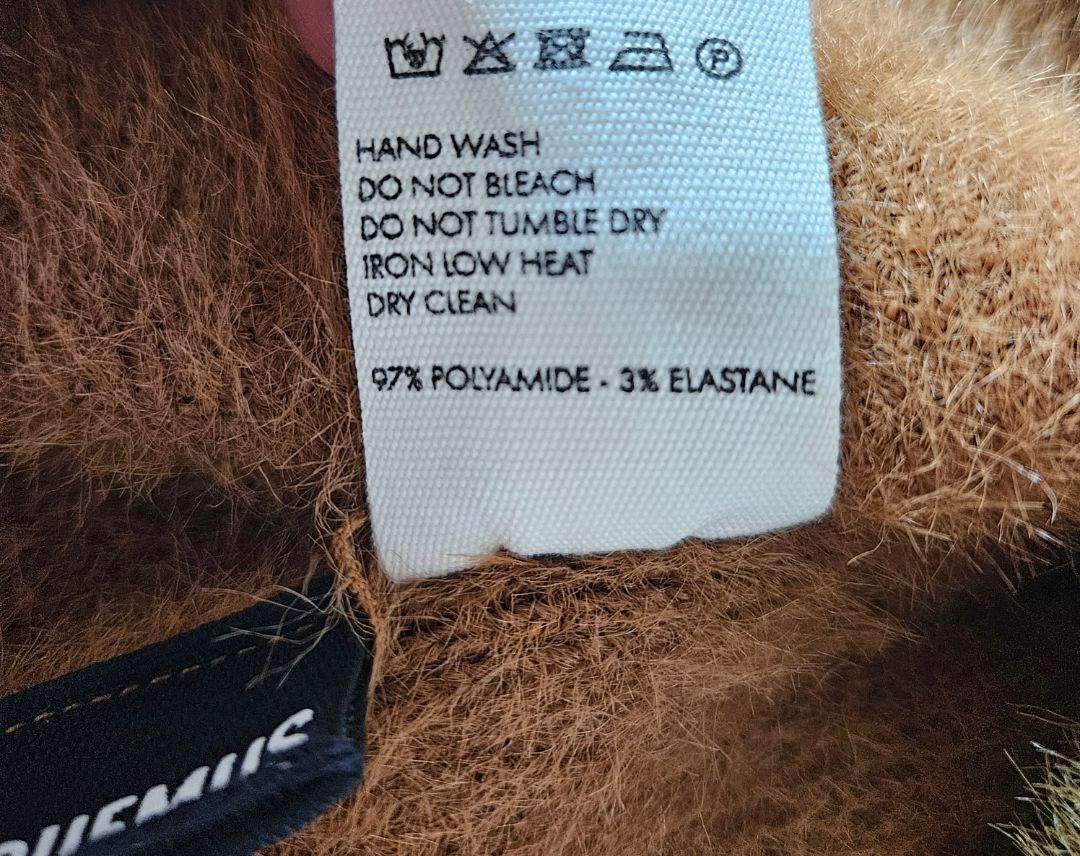 P
HAND WASH
DO NOT BLEACH
DO NOT TUMBLE DRY
IRON LOW HEAT
DRY CLEAN
97% POLYAMIDE - 3% ELASTANE